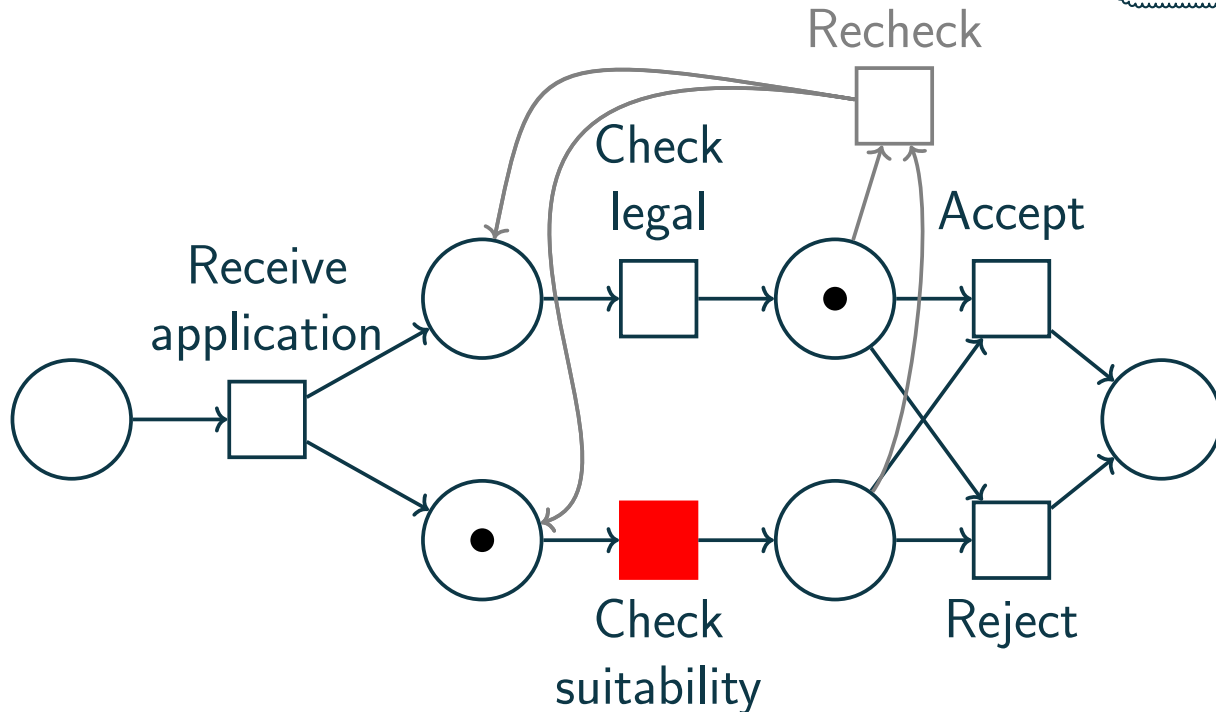 Recheck
Check
legal
Accept
Receive
application
Check
suitability
Reject